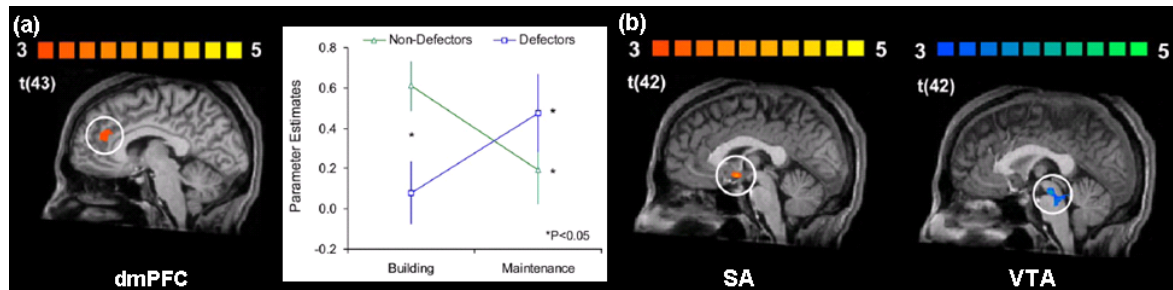 (a)
3 5
t(43)
dmPFC
Non-Defectors Defectors
0.8
0.6
0.4
0.2
0.0
-0.2
Parameter Estimates
*
*
*
*P<0.05
Building Maintenance
(b)
3 5
t(42)
SA
3 5
t(42)
VTA